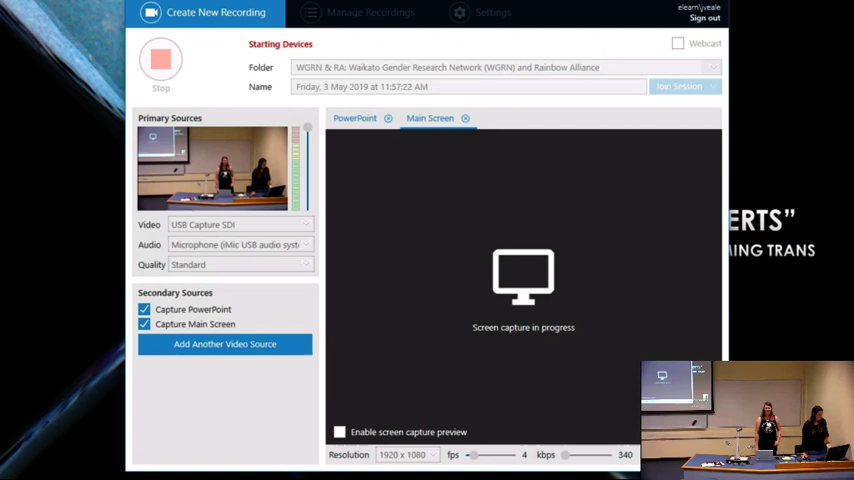 Create New Recording
Manage Recordings
Settings
elearn\jveale
Sign out
Stop
Starting Devices
Webcast
Folder
WGRN & RA: Waikato Gender Research Network (WGRN) and Rainbow Alliance
Name
Friday, 3 May 2019 at 11:57:22 AM
Join Session
Primary Sources
PowerPoint
Main Screen
Video
USB Capture SDI
Audio
Microphone (iMic USB audio syst
Quality
Standard
Secondary Sources
Capture PowerPoint
Capture Main Screen
Add Another Video Source
Screen capture in progress
Enable screen capture preview
Resolution
1920 x 1080
fps
4
kbps
340
ERTS”
MING TRANS